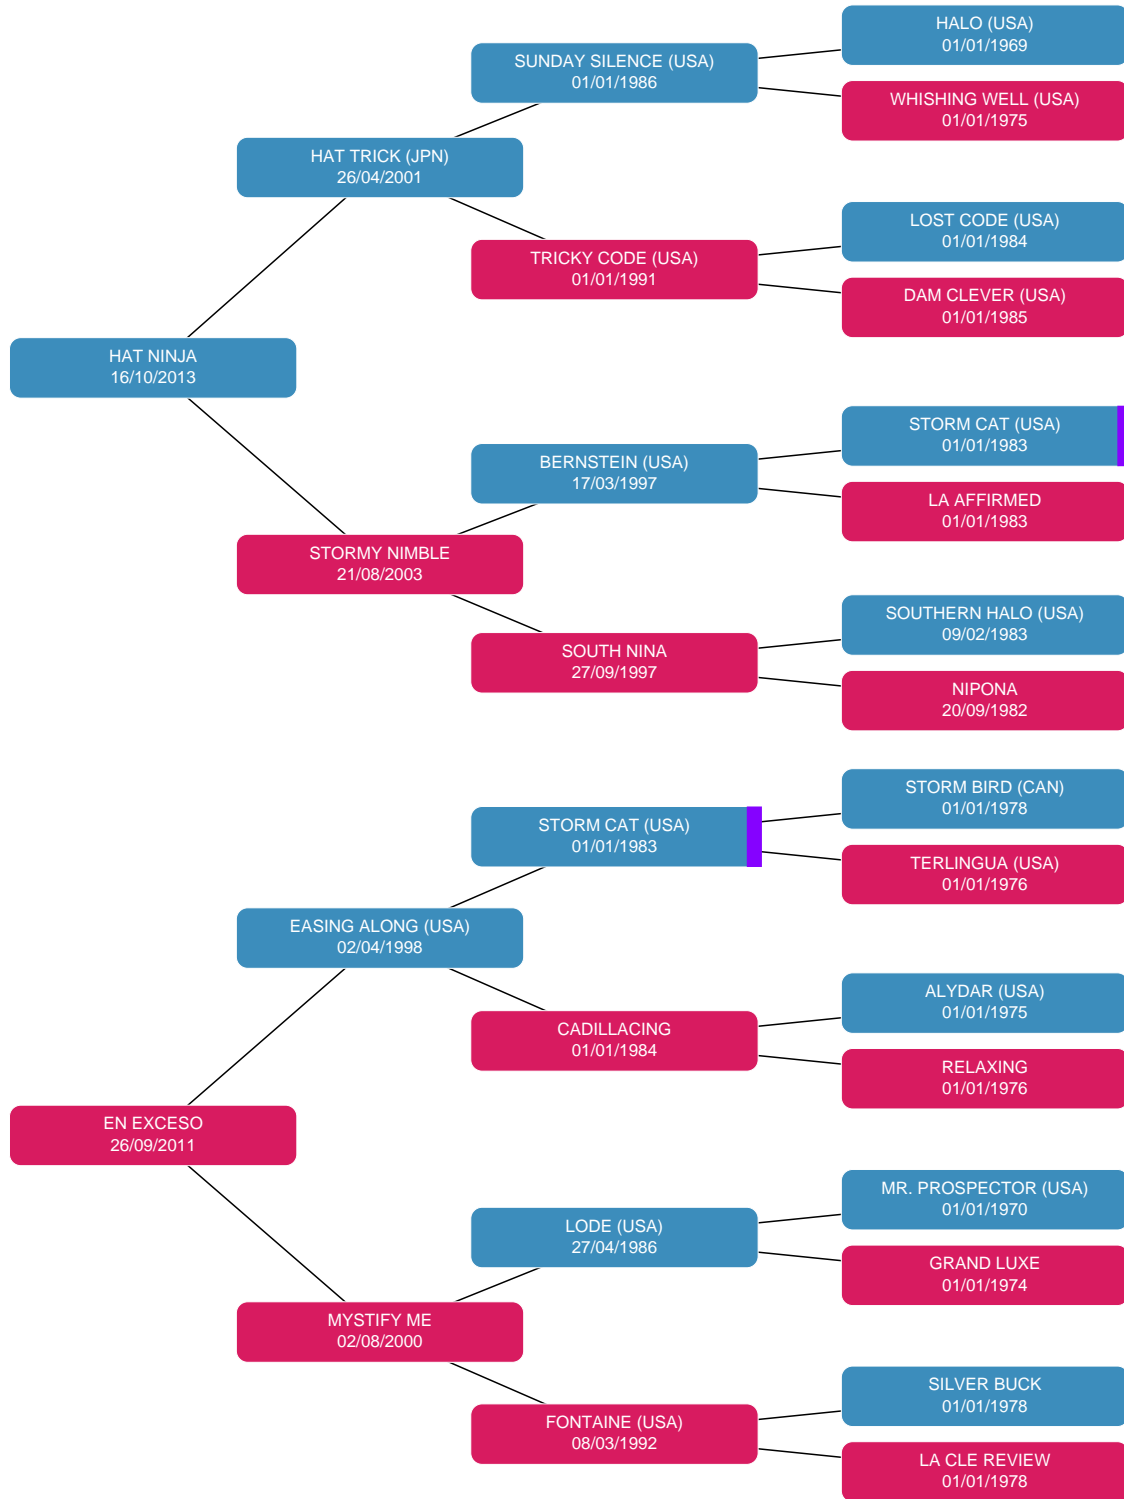 HALO (USA)
01/01/1969
SUNDAY SILENCE (USA)
01/01/1986
WHISHING WELL (USA)
01/01/1975
HAT TRICK (JPN)
26/04/2001
LOST CODE (USA)
01/01/1984
TRICKY CODE (USA)
01/01/1991
DAM CLEVER (USA)
01/01/1985
HAT NINJA
16/10/2013
STORM CAT (USA)
01/01/1983
BERNSTEIN (USA)
17/03/1997
LA AFFIRMED
01/01/1983
STORMY NIMBLE
21/08/2003
SOUTHERN HALO (USA)
09/02/1983
SOUTH NINA
27/09/1997
NIPONA
20/09/1982
STORM BIRD (CAN)
01/01/1978
STORM CAT (USA)
01/01/1983
TERLINGUA (USA)
01/01/1976
EASING ALONG (USA)
02/04/1998
ALYDAR (USA)
01/01/1975
CADILLACING
01/01/1984
RELAXING
01/01/1976
EN EXCESO
26/09/2011
MR. PROSPECTOR (USA)
01/01/1970
LODE (USA)
27/04/1986
GRAND LUXE
01/01/1974
MYSTIFY ME
02/08/2000
SILVER BUCK
01/01/1978
FONTAINE (USA)
08/03/1992
LA CLE REVIEW
01/01/1978